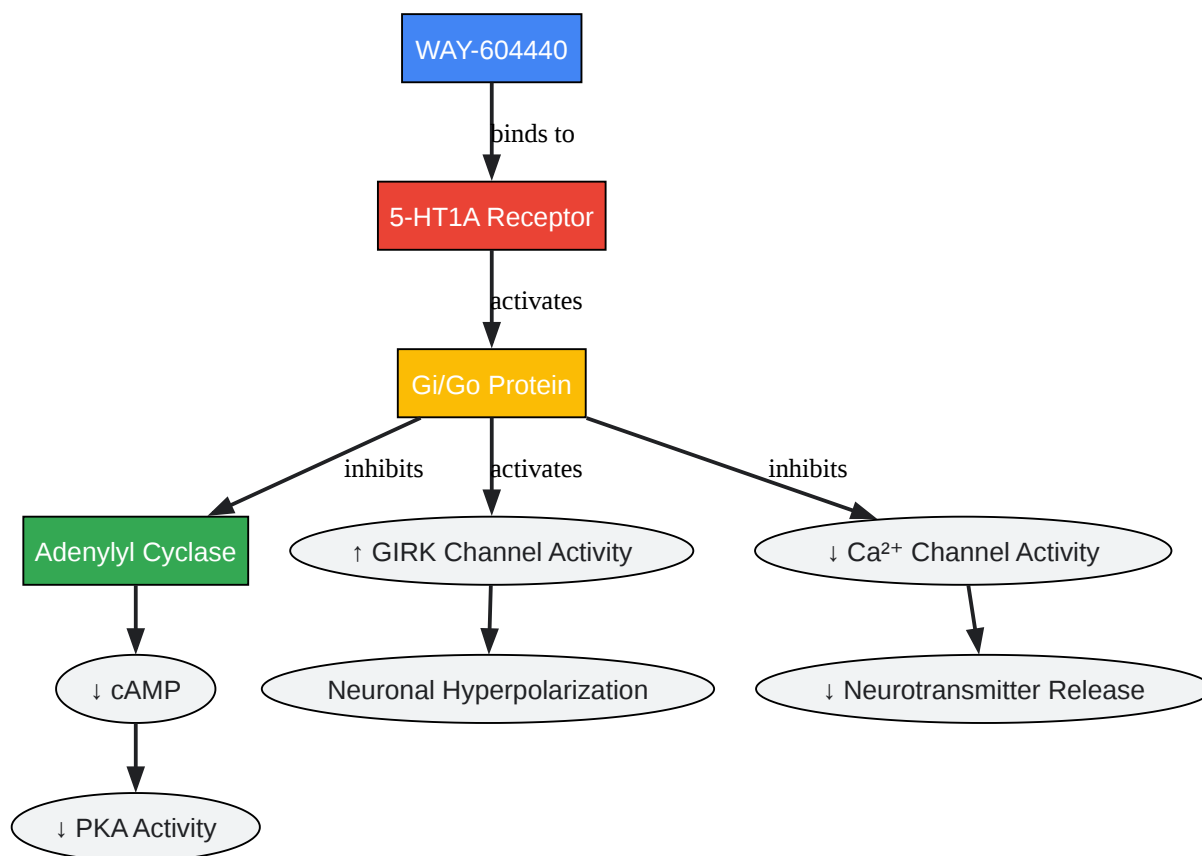 WAY-604440
binds to
5-HT1A Receptor
activates
Gi/Go Protein
inhibits
activates
inhibits
Adenylyl Cyclase
↑ GIRK Channel Activity
↓ Ca²⁺ Channel Activity
↓ cAMP
Neuronal Hyperpolarization
↓ Neurotransmitter Release
↓ PKA Activity